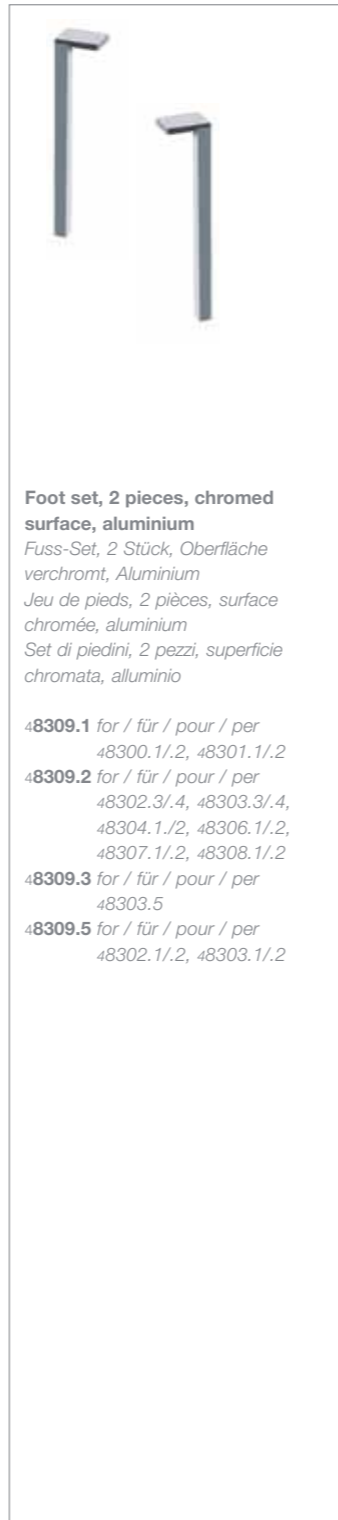 Foot set, 2 pieces, chromed
surface, aluminium
Fuss-Set, 2 Stück, Oberfläche
verchromt, Aluminium
Jeu de pieds, 2 pièces, surface
chromée, aluminium
Set di piedini, 2 pezzi, superficie
chromata, alluminio
48309.1 for / für / pour / per
48300.1/.2, 48301.1/.2
48309.2 for / für / pour / per
48302.3/.4, 48303.3/.4,
48304.1./2, 48306.1/.2,
48307.1/.2, 48308.1/.2
48309.3 for / für / pour / per
48303.5
48309.5 for / für / pour / per
48302.1/.2, 48303.1/.2